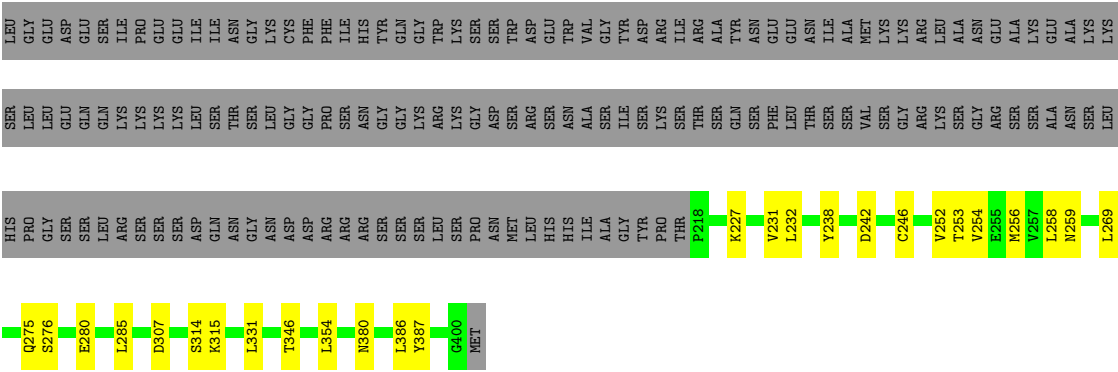 LEU GLY GLU ASP GLU SER ILE PRO GLU GLU ILE ILE ASN GLY LYS CYS PHE PHE ILE HIS TYR GLN GLY TRP LYS SER SER TRP ASP GLU TRP VAL GLY TYR ASP ARG ILE ARG ALA TYR ASN GLU GLU ASN ILE ALA MET LYS LYS ARG LEU ALA ASN GLU ALA LYS GLU ALA LYS LYS
SER LEU LEU GLU GLN GLN LYS LYS LYS LYS LEU SER THR SER LEU GLY GLY PRO SER ASN GLY GLY LYS ARG LYS GLY ASP SER ARG SER ASN ALA SER ILE SER LYS SER THR SER GLN SER PHE LEU THR SER SER VAL SER GLY ARG LYS SER GLY ARG SER SER ALA ASN SER LEU
HIS PRO GLY SER SER LEU ARG SER SER SER ASP GLN ASN GLY ASN ASP ASP ARG ARG ARG SER SER SER LEU SER PRO ASN MET LEU HIS HIS ILE ALA GLY TYR PRO THR P218 K227 V231 L232 Y238 D242 C246 V252 T253 V254 E255 M256 V257 L258 N259 L269
Q275 S276 E280 L285 D307 S314 K315 L331 T346 L354 N380 L386 Y387 G400 MET